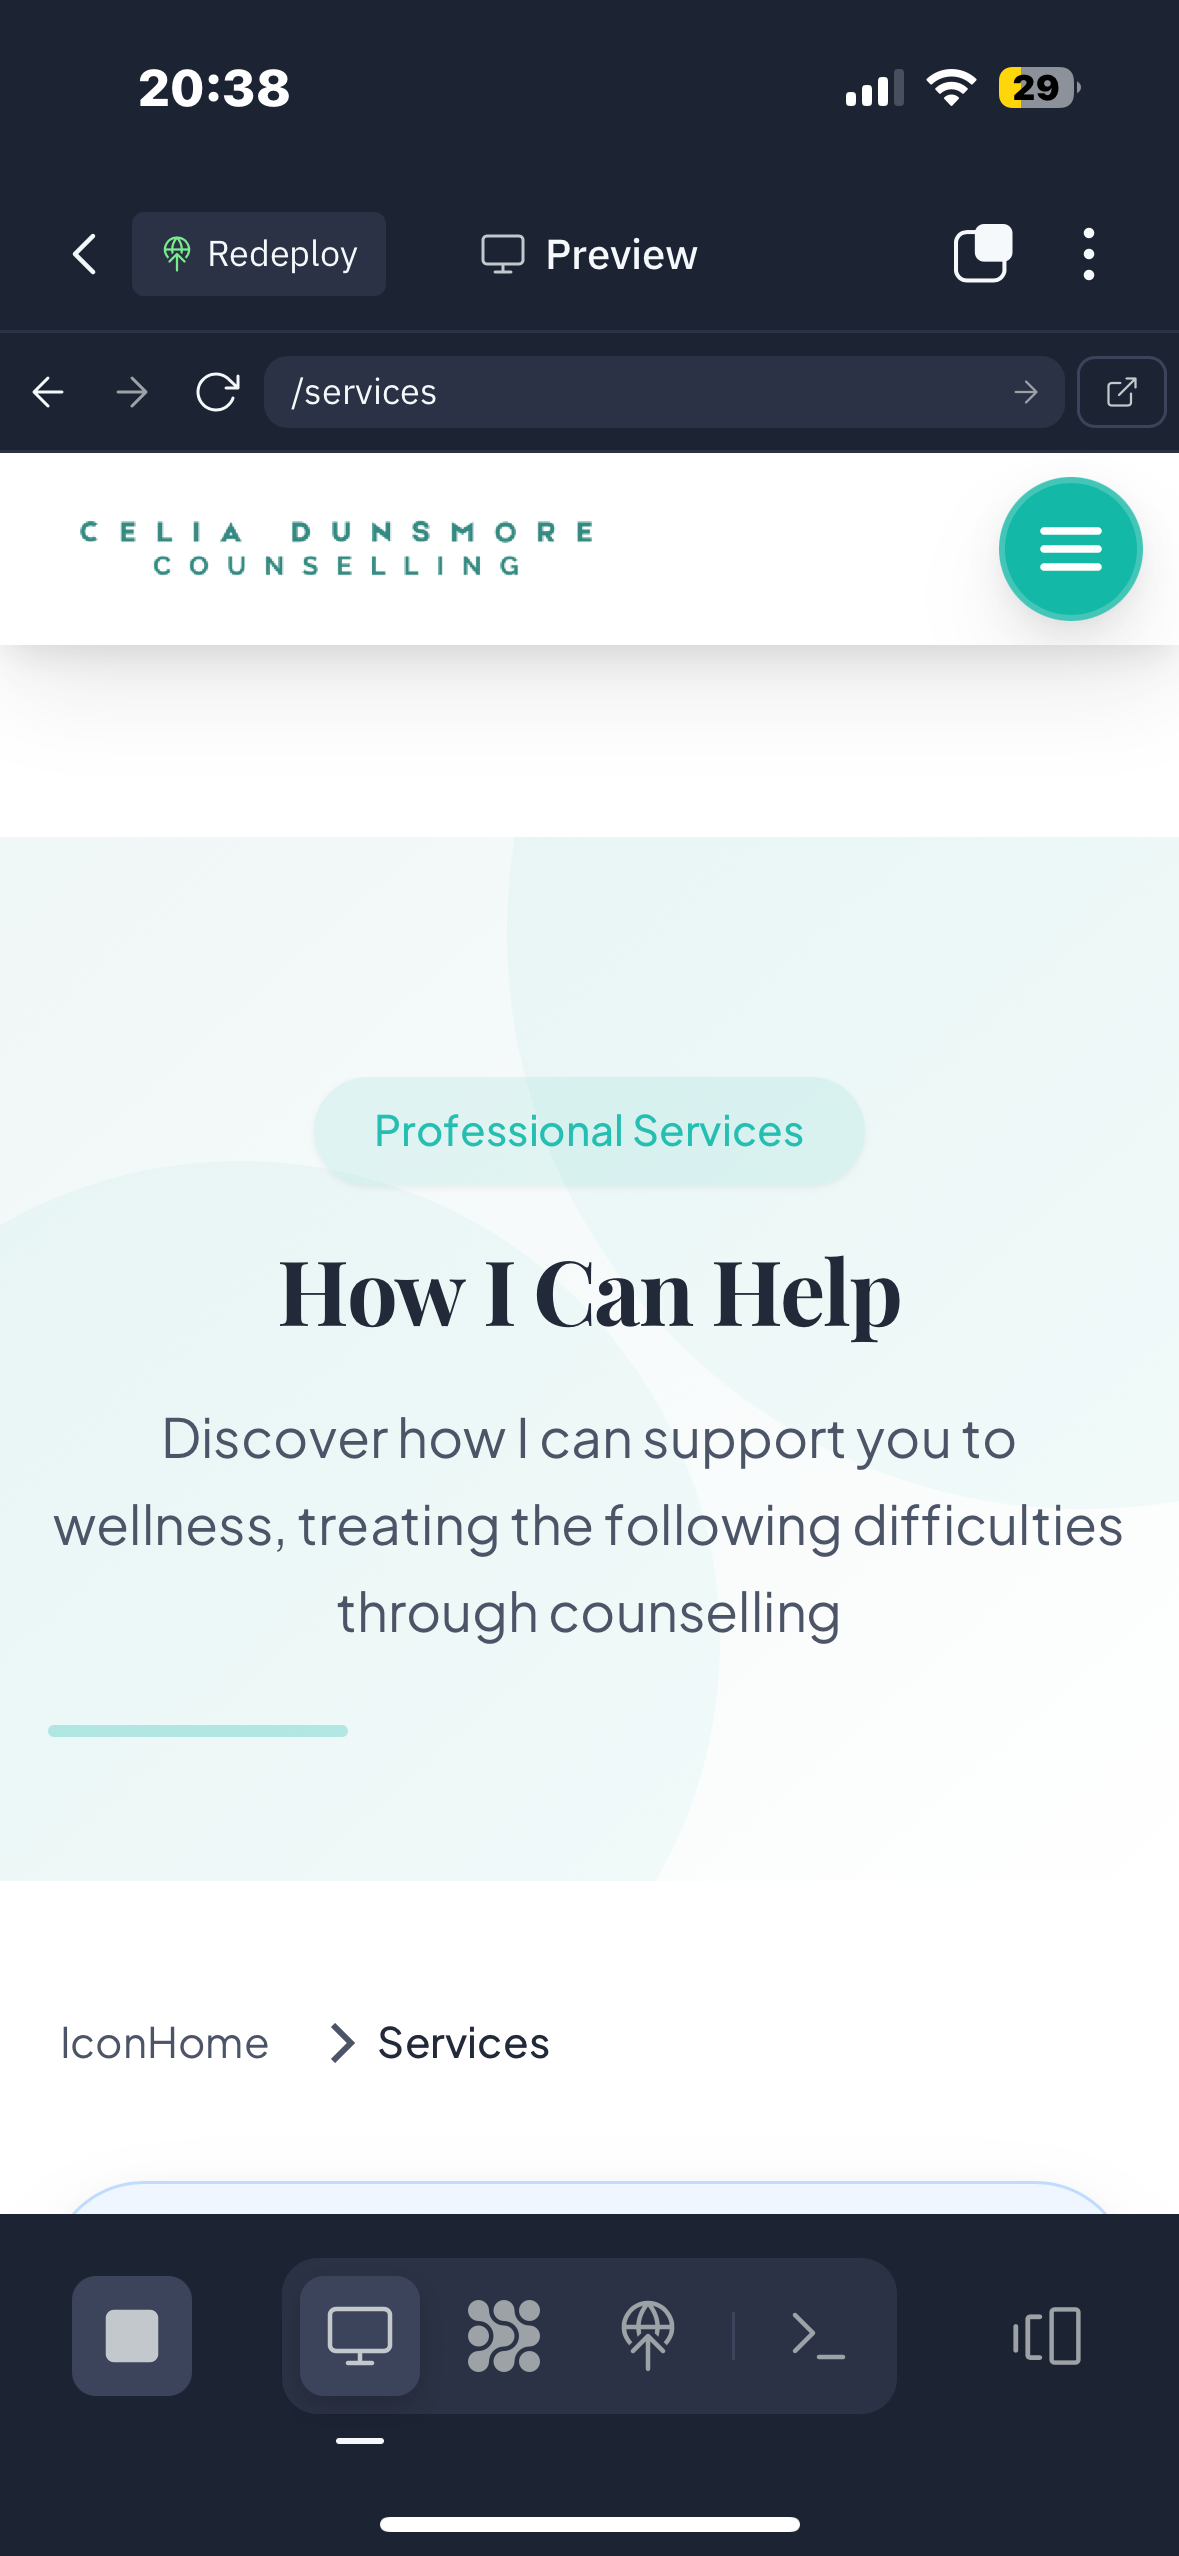 20:38
29
Redeploy
Preview
/services
CELIA DUNSMORE
COUNSELLING
Professional Services
How I Can Help
Discover how I can support you to
wellness, treating the following difficulties
through counselling
IconHome
Services